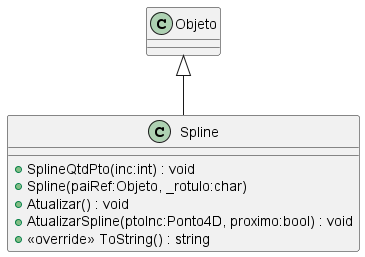 C Objeto
C Spline
SplineQtdPto(inc:int) : void
Spline(paiRef:Objeto, _rotulo:char)
Atualizar() : void
AtualizarSpline(ptoInc:Ponto4D, proximo:bool) : void
«override» ToString() : string